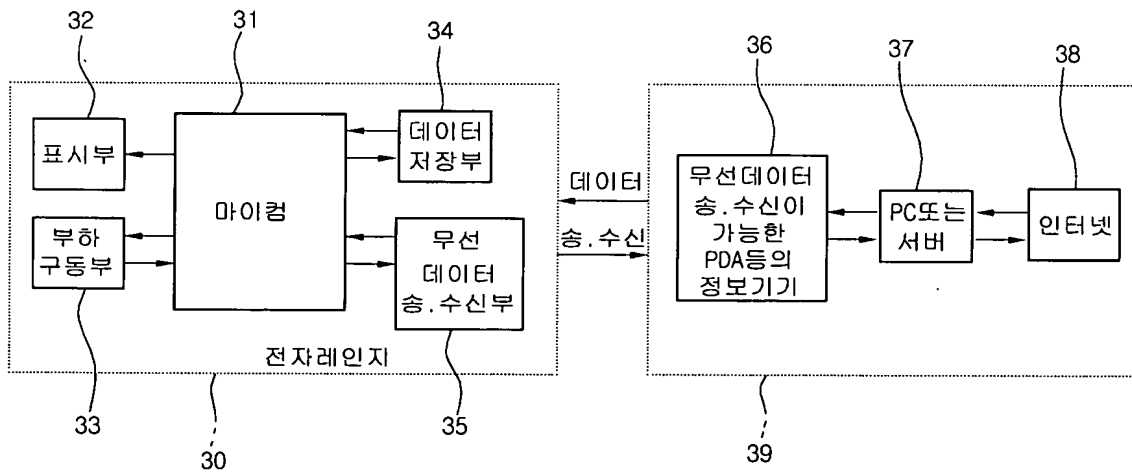 32
31
34
36
37
38
표시부
마이컴
데이터
저장부
부하
구동부
무선
데이터
송.수신부
전자레인지
데이터
송.수신
무선데이터
송.수신이
가능한
PDA등의
정보기기
PC또는
서버
인터넷
33
30
35
39